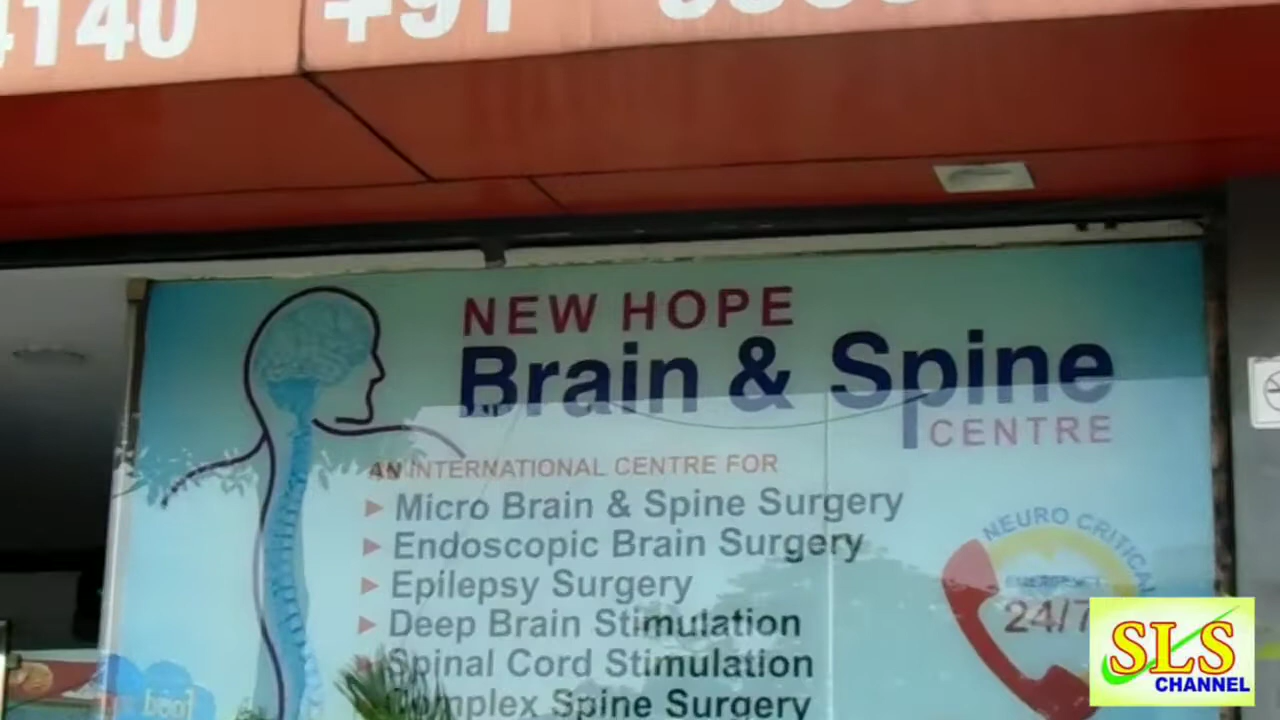 4140 +91
NEW HOPE
Brain & Spine
CENTRE
AN INTERNATIONAL CENTRE FOR
▸ Micro Brain & Spine Surgery
▸ Endoscopic Brain Surgery
▸ Epilepsy Surgery
▸ Deep Brain Stimulation
▸ Spinal Cord Stimulation
Complex Spine Surgery
NEURO CRITICAL
EMERGENCY
24/7
SLS
CHANNEL